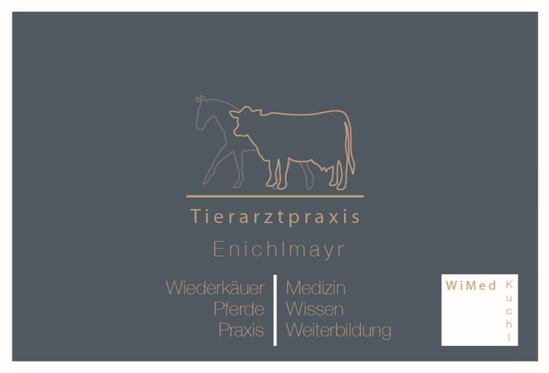 Tierarztpraxis
Enichlmayr
Wiederkäuer
Pferde
Praxis
Medizin
Wissen
Weiterbildung
WiMed
Kuchl